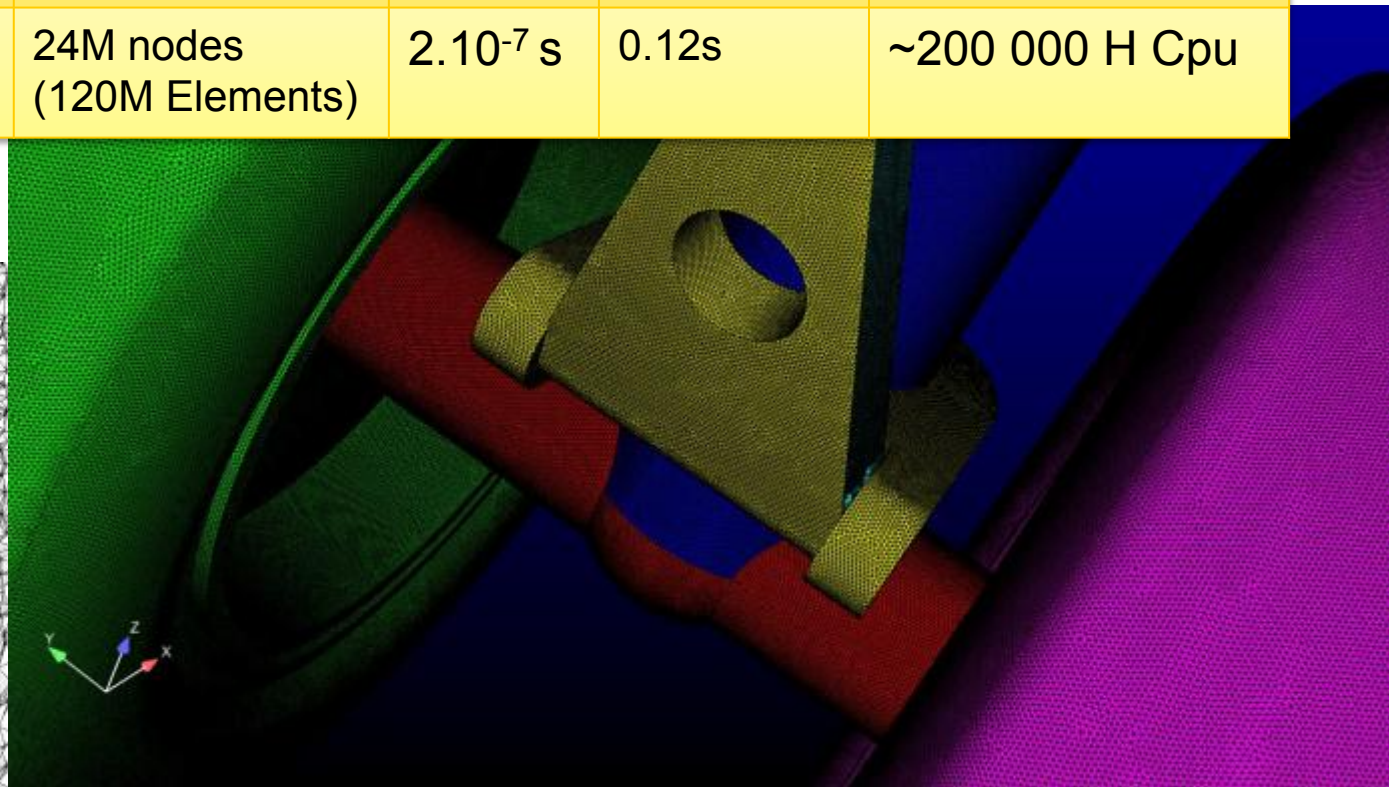 24M nodes 2.10⁻⁷ s 0.12s ~200 000 H Cpu
(120M Elements)
Y Z X